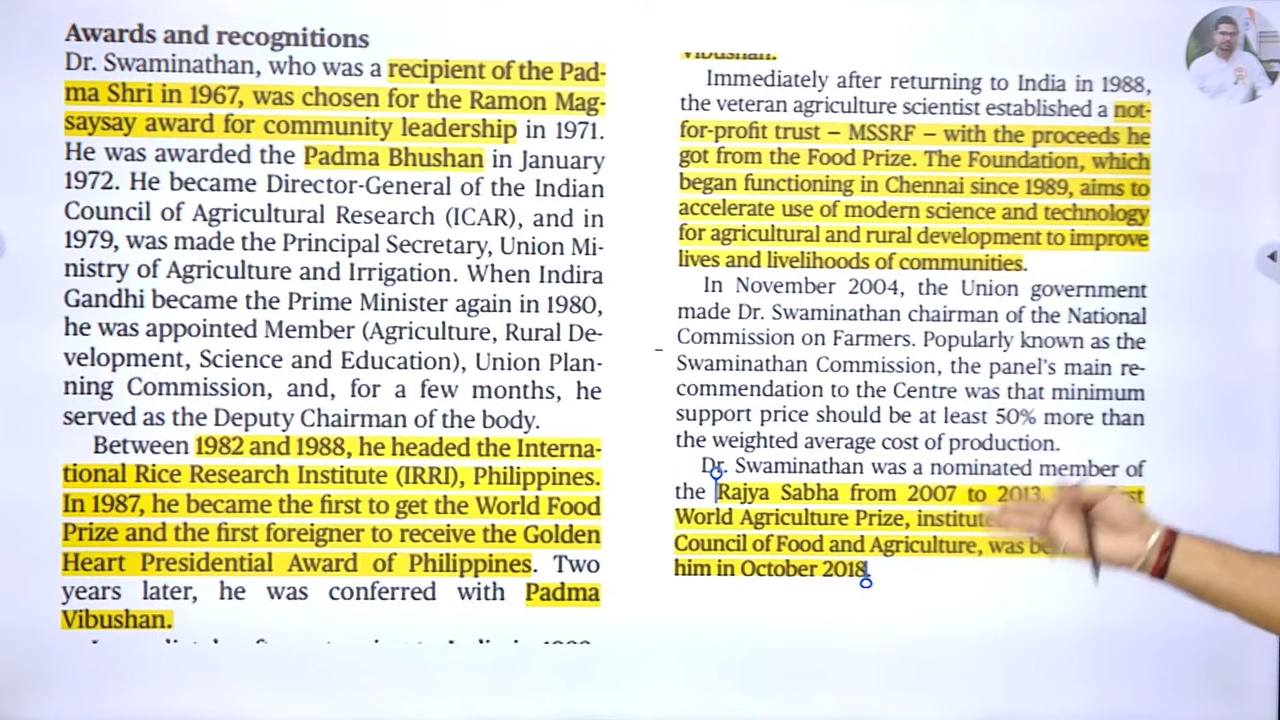 Awards and recognitions
Dr. Swaminathan, who was a recipient of the Pad-
ma Shri in 1967, was chosen for the Ramon Mag-
saysay award for community leadership in 1971.
He was awarded the Padma Bhushan in January
1972. He became Director-General of the Indian
Council of Agricultural Research (ICAR), and in
1979, was made the Principal Secretary, Union Mi-
nistry of Agriculture and Irrigation. When Indira
Gandhi became the Prime Minister again in 1980,
he was appointed Member (Agriculture, Rural De-
velopment, Science and Education), Union Plan-
ning Commission, and, for a few months, he
served as the Deputy Chairman of the body.
Between 1982 and 1988, he headed the Interna-
tional Rice Research Institute (IRRI), Philippines.
In 1987, he became the first to get the World Food
Prize and the first foreigner to receive the Golden
Heart Presidential Award of Philippines. Two
years later, he was conferred with Padma
Vibushan.
Vibushan.
Immediately after returning to India in 1988,
the veteran agriculture scientist established a not-
for-profit trust – MSSRF – with the proceeds he
got from the Food Prize. The Foundation, which
began functioning in Chennai since 1989, aims to
accelerate use of modern science and technology
for agricultural and rural development to improve
lives and livelihoods of communities.
In November 2004, the Union government
made Dr. Swaminathan chairman of the National
Commission on Farmers. Popularly known as the
Swaminathan Commission, the panel's main re-
commendation to the Centre was that minimum
support price should be at least 50% more than
the weighted average cost of production.
Dr. Swaminathan was a nominated member of
the Rajya Sabha from 2007 to 2013.
World Agriculture Prize,
Council of Food and Agriculture, was
him in October 2018